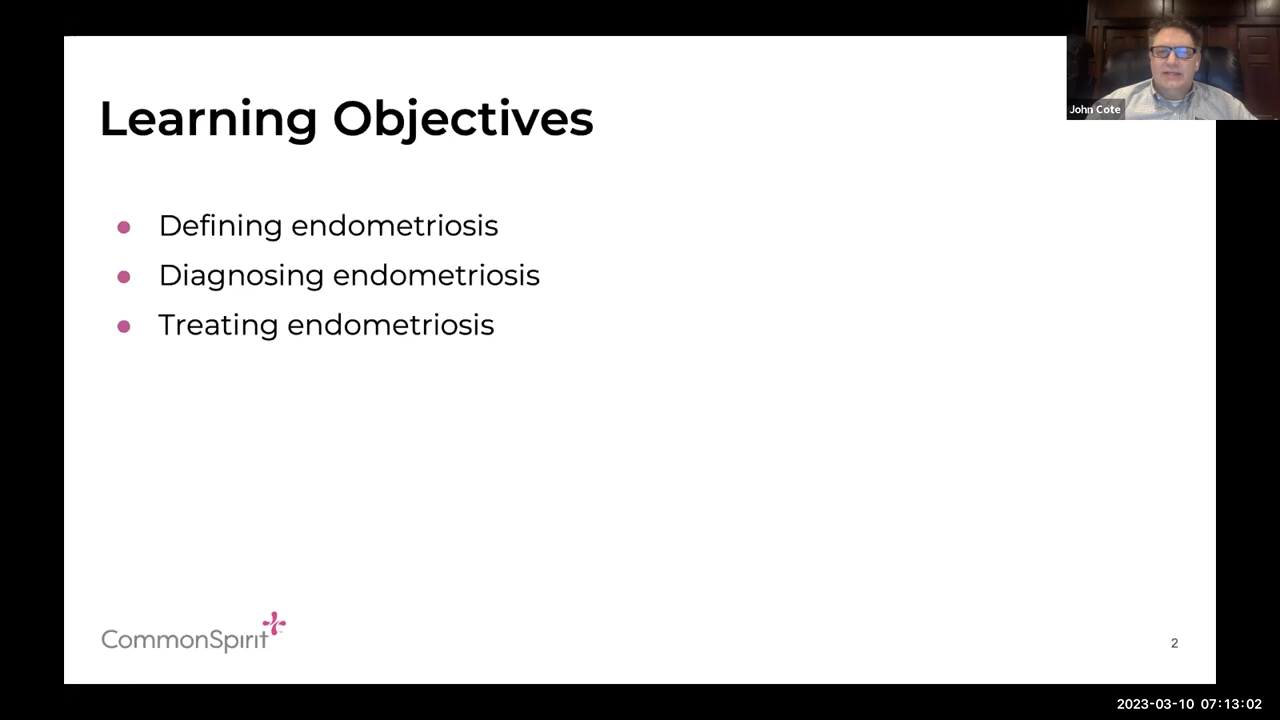 Learning Objectives
Defining endometriosis
Diagnosing endometriosis
Treating endometriosis
CommonSpirit
2
John Cote
2023-03-10 07:13:02